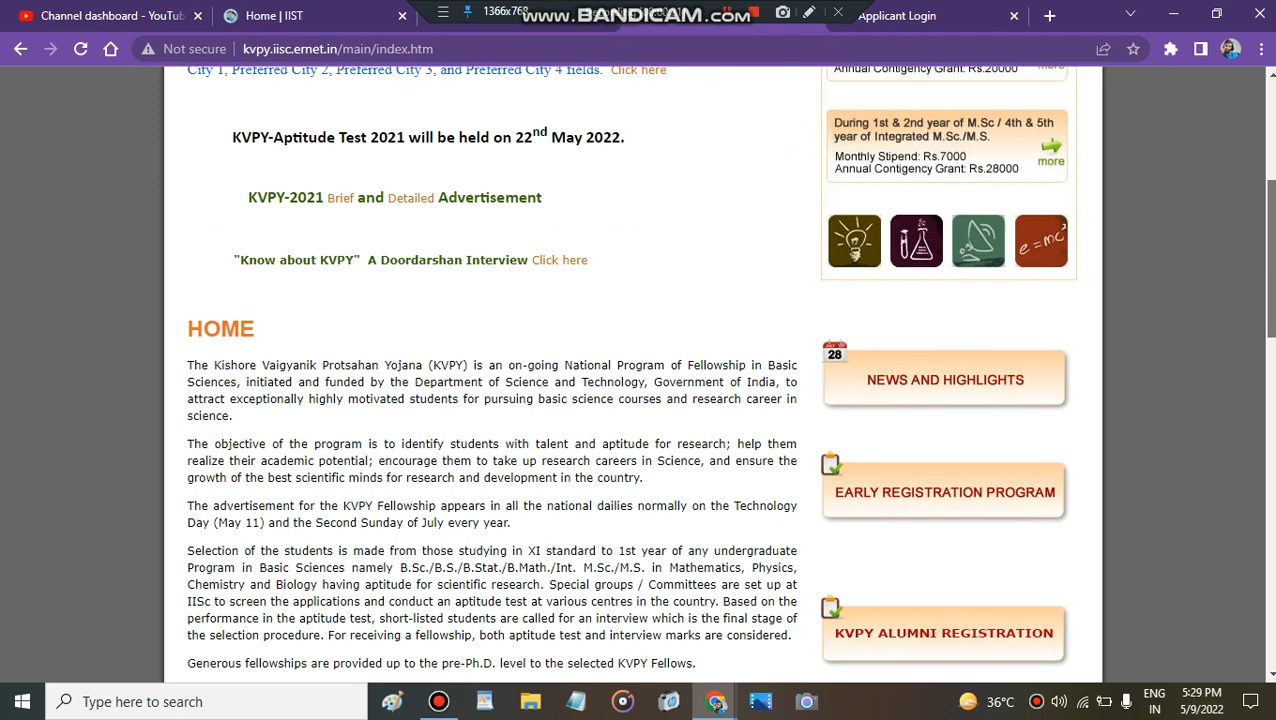 Channel dashboard - YouTub
Home | IIST
1366x768
www.BANDICAM.com
Applicant Login
Not secure
kvpy.iisc.ernet.in/main/index.htm
City 1, Preferred City 2, Preferred City 3, and Preferred City 4 fields. Click here
KVPY-Aptitude Test 2021 will be held on 22nd May 2022.
KVPY-2021 Brief and Detailed Advertisement
"Know about KVPY" A Doordarshan Interview Click here
HOME
The Kishore Vaigyanik Protsahan Yojana (KVPY) is an on-going National Program of Fellowship in Basic
Sciences, initiated and funded by the Department of Science and Technology, Government of India, to
attract exceptionally highly motivated students for pursuing basic science courses and research career in
science.
The objective of the program is to identify students with talent and aptitude for research; help them
realize their academic potential; encourage them to take up research careers in Science, and ensure the
growth of the best scientific minds for research and development in the country.
The advertisement for the KVPY Fellowship appears in all the national dailies normally on the Technology
Day (May 11) and the Second Sunday of July every year.
Selection of the students is made from those studying in XI standard to 1st year of any undergraduate
Program in Basic Sciences namely B.Sc./B.S./B.Stat./B.Math./Int. M.Sc./M.S. in Mathematics, Physics,
Chemistry and Biology having aptitude for scientific research. Special groups / Committees are set up at
IISc to screen the applications and conduct an aptitude test at various centres in the country. Based on the
performance in the aptitude test, short-listed students are called for an interview which is the final stage of
the selection procedure. For receiving a fellowship, both aptitude test and interview marks are considered.
Generous fellowships are provided up to the pre-Ph.D. level to the selected KVPY Fellows.
Annual Contigency Grant: Rs.20000
more
During 1st & 2nd year of M.Sc / 4th & 5th
year of Integrated M.Sc./M.S.
Monthly Stipend: Rs.7000
Annual Contigency Grant: Rs.28000
more
e=mc2
28
NEWS AND HIGHLIGHTS
EARLY REGISTRATION PROGRAM
KVPY ALUMNI REGISTRATION
Type here to search
36°C
ENG
IN
5:29 PM
5/9/2022